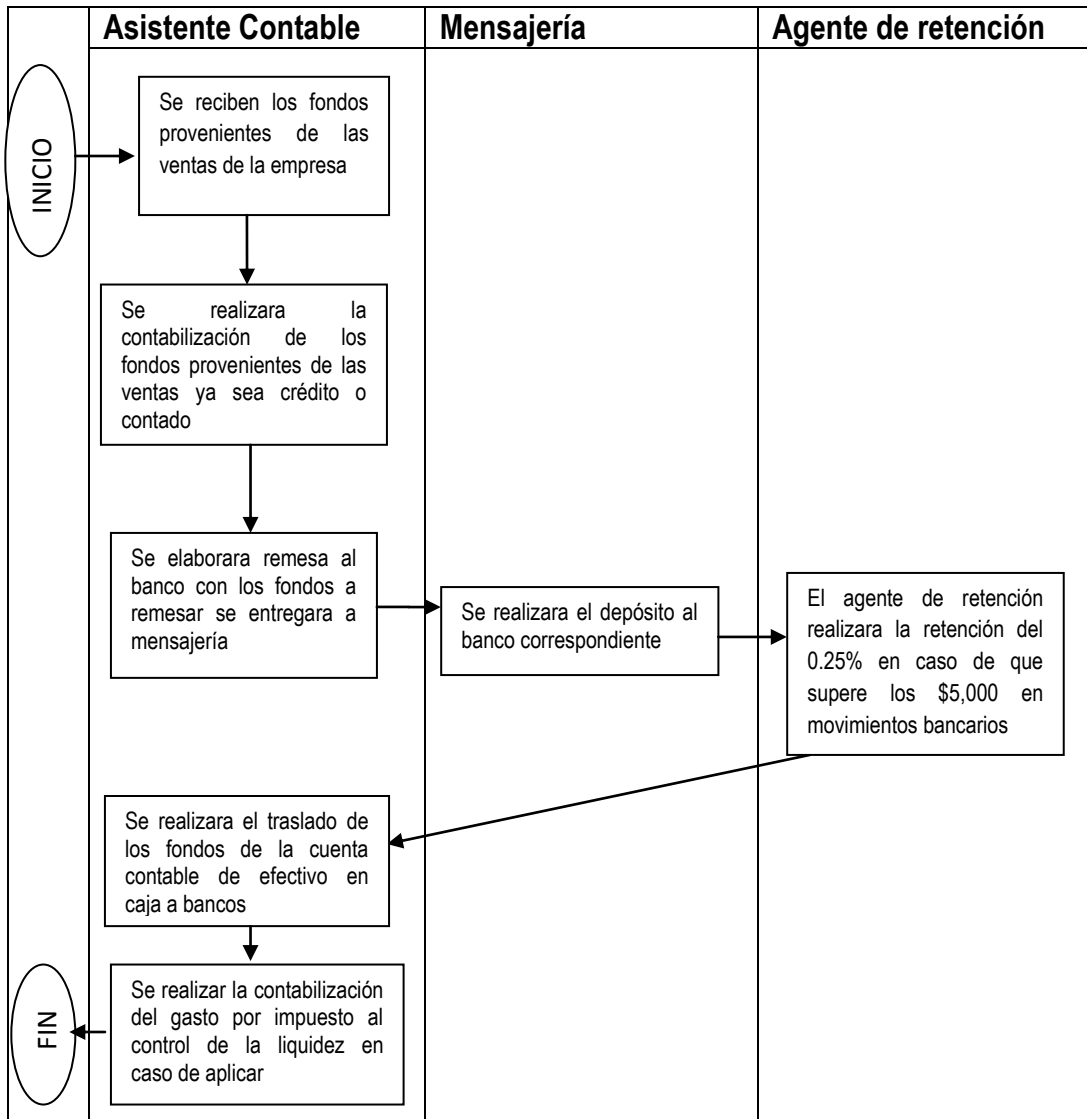 Asistente Contable
Mensajería
Agente de retención
INICIO
Se reciben los fondos
provenientes de las
ventas de la empresa
Se realizara la
contabilización de los
fondos provenientes de las
ventas ya sea crédito o
contado
Se elaborara remesa al
banco con los fondos a
remesar se entregara a
mensajería
Se realizara el depósito al
banco correspondiente
El agente de retención
realizara la retención del
0.25% en caso de que
supere los $5,000 en
movimientos bancarios
Se realizara el traslado de
los fondos de la cuenta
contable de efectivo en
caja a bancos
Se realizar la contabilización
del gasto por impuesto al
control de la liquidez en
caso de aplicar
FIN